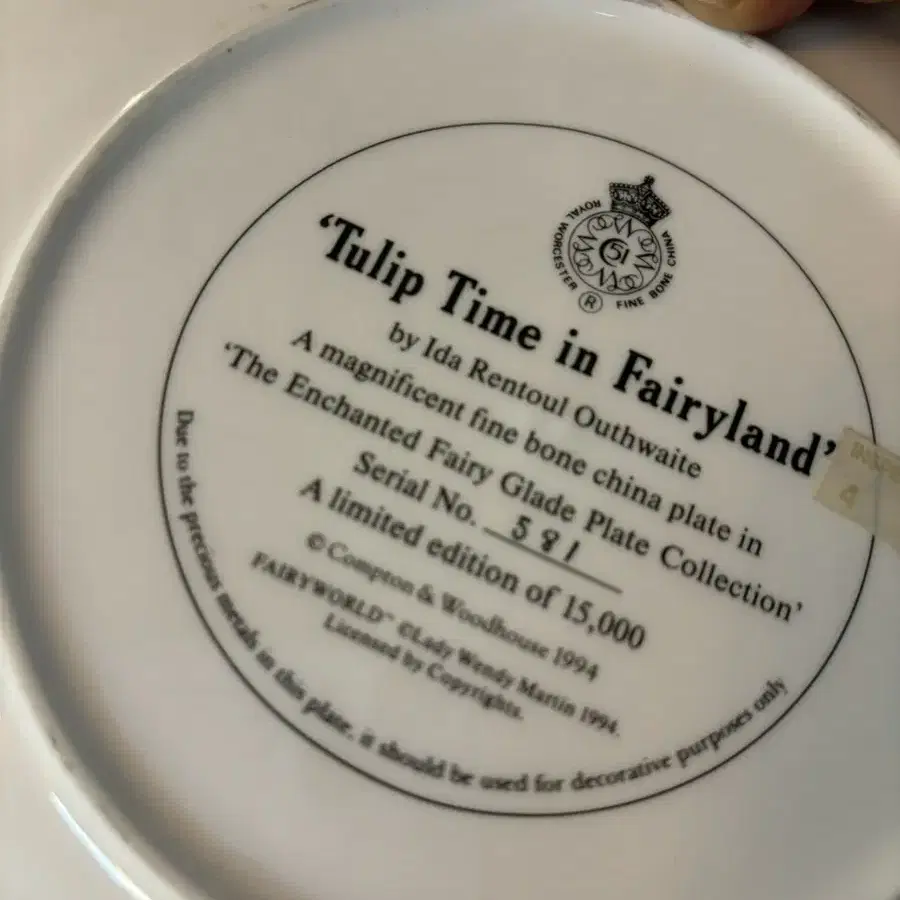 ROYAL WORCESTER
51
FINE BONE CHINA
®
'Tulip Time in Fairyland'
by Ida Rentoul Outhwaite
A magnificent fine bone china plate in
'The Enchanted Fairy Glade Plate Collection'
Serial No. 581
A limited edition of 15,000
© Compton & Woodhouse 1994
FAIRYWORLD™ ©Lady Wendy Martin 1994.
Licensed by Copyrights.
Due to the precious metals in this plate, it should be used for decorative purposes only
4